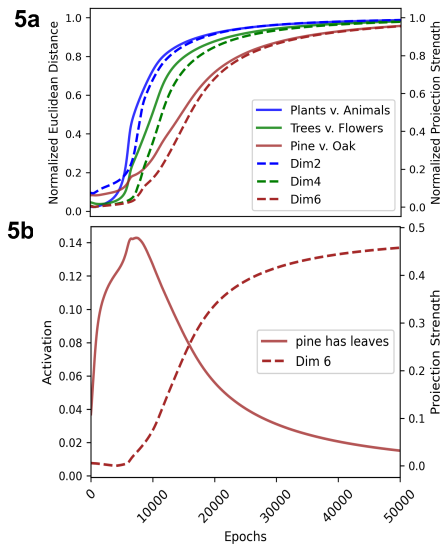 5a
Normalized Euclidean Distance
1.0
0.8
0.6
0.4
0.2
0.0
Plants v. Animals
Trees v. Flowers
Pine v. Oak
Dim2
Dim4
Dim6
1.0
0.8
0.6
0.4
0.2
0.0
Normalized Projection Strength
5b
Activation
0.14
0.12
0.10
0.08
0.06
0.04
0.02
0.00
pine has leaves
Dim 6
0.5
0.4
0.3
0.2
0.1
0.0
Projection Strength
0
10000
20000
30000
40000
50000
Epochs